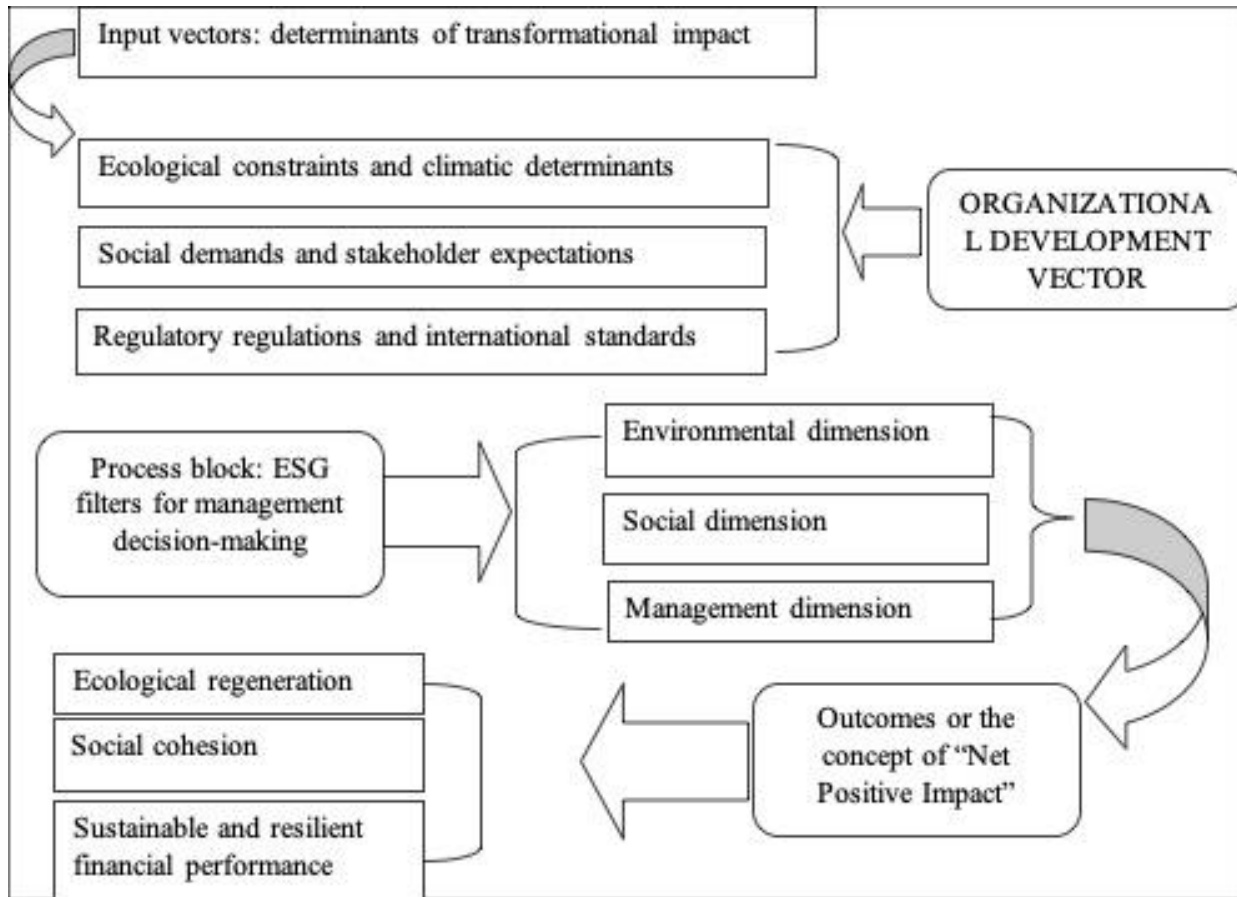 Input vectors: determinants of transformational impact
Ecological constraints and climatic determinants
Social demands and stakeholder expectations
Regulatory regulations and international standards
ORGANIZATIONA
L DEVELOPMENT
VECTOR
Process block: ESG
filters for management
decision-making
Environmental dimension
Social dimension
Management dimension
Outcomes or the
concept of “Net
Positive Impact”
Ecological regeneration
Social cohesion
Sustainable and resilient
financial performance